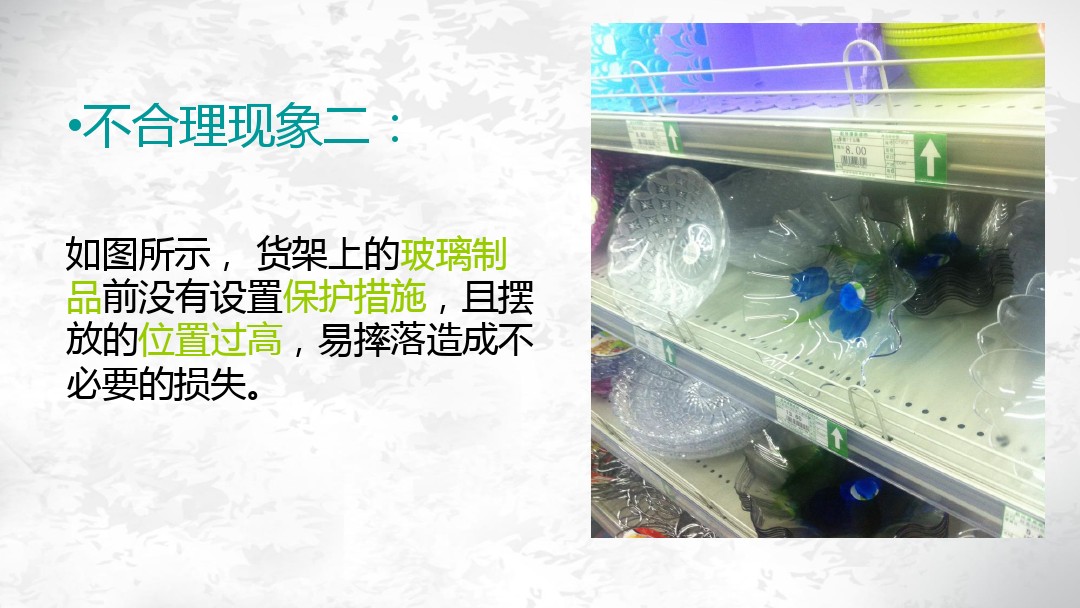 •不合理现象二：
如图所示， 货架上的玻璃制
品前没有设置保护措施，且摆
放的位置过高，易摔落造成不
必要的损失。
8.00